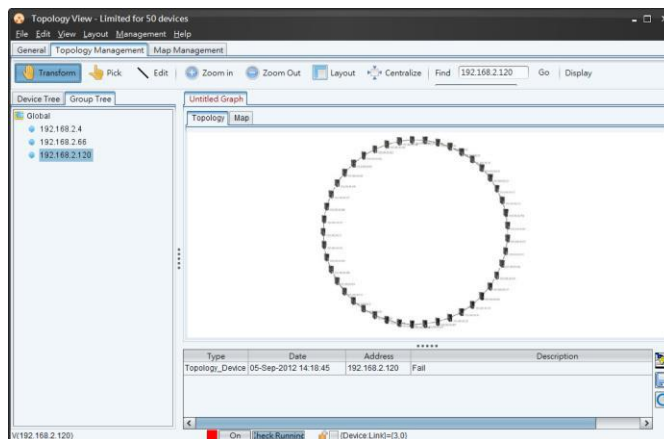 Topology View - Limited for 50 devices
File Edit View Layout Management Help
General Topology Management Map Management
Transform Pick Edit Zoom in Zoom Out Layout Centralize Find 192.168.2.120 Go Display
Device Tree Group Tree Untitled Graph
Global
Topology Map
192.168.2.4
192.168.2.66
192.168.2.120
Type Date Address Description
Topology_Device 05-Sep-2012 14:18:45 192.168.2.120 Fail
V(192.168.2.120) On Check Running (Device:Link)=(3,0)